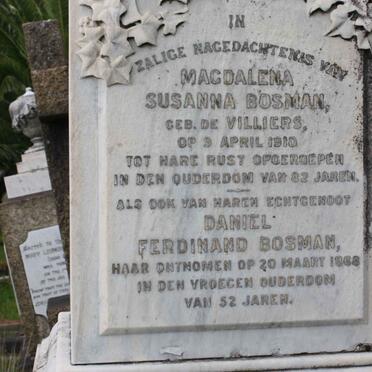 IN
ZALIGE NAGEDACHTENIS VAN
MAGDALENA
SUSANNA BOSMAN,
GEB. DE VILLIERS,
OP 9 APRIL 1910
TOT HARE RUST OPGEROEPEN
IN DEN OUDERDOM VAN 82 JAREN.
ALS OOK VAN HAREN ECHTGENOOT
DANIEL
FERDINAND BOSMAN,
HAAR ONTNOMEN OP 20 MAART 1868
IN DEN VROEGEN OUDERDOM
VAN 52 JAREN.